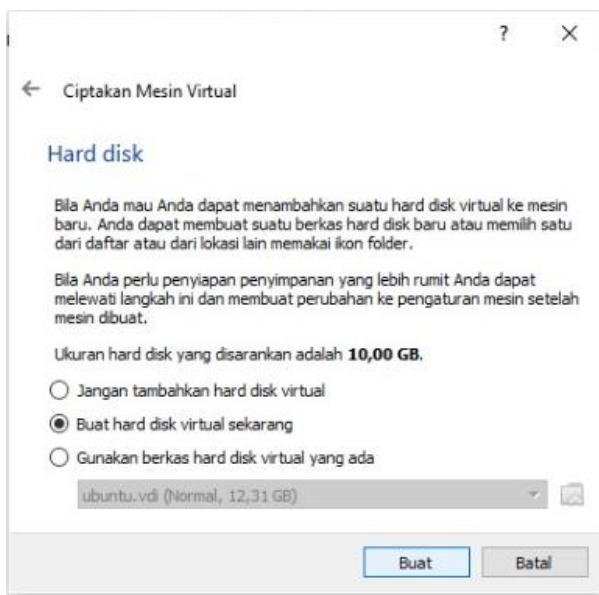 ?
Ciptakan Mesin Virtual
Hard disk
Bila Anda mau Anda dapat menambahkan suatu hard disk virtual ke mesin
baru. Anda dapat membuat suatu berkas hard disk baru atau memilih satu
dari daftar atau dari lokasi lain memakai ikon folder.
Bila Anda perlu penyiapan penyimpanan yang lebih rumit Anda dapat
melewati langkah ini dan membuat perubahan ke pengaturan mesin setelah
mesin dibuat.
Ukuran hard disk yang disarankan adalah 10,00 GB.
Jangan tambahkan hard disk virtual
Buat hard disk virtual sekarang
Gunakan berkas hard disk virtual yang ada
ubuntu.vdi (Normal, 12,31 GB)
Buat Batal